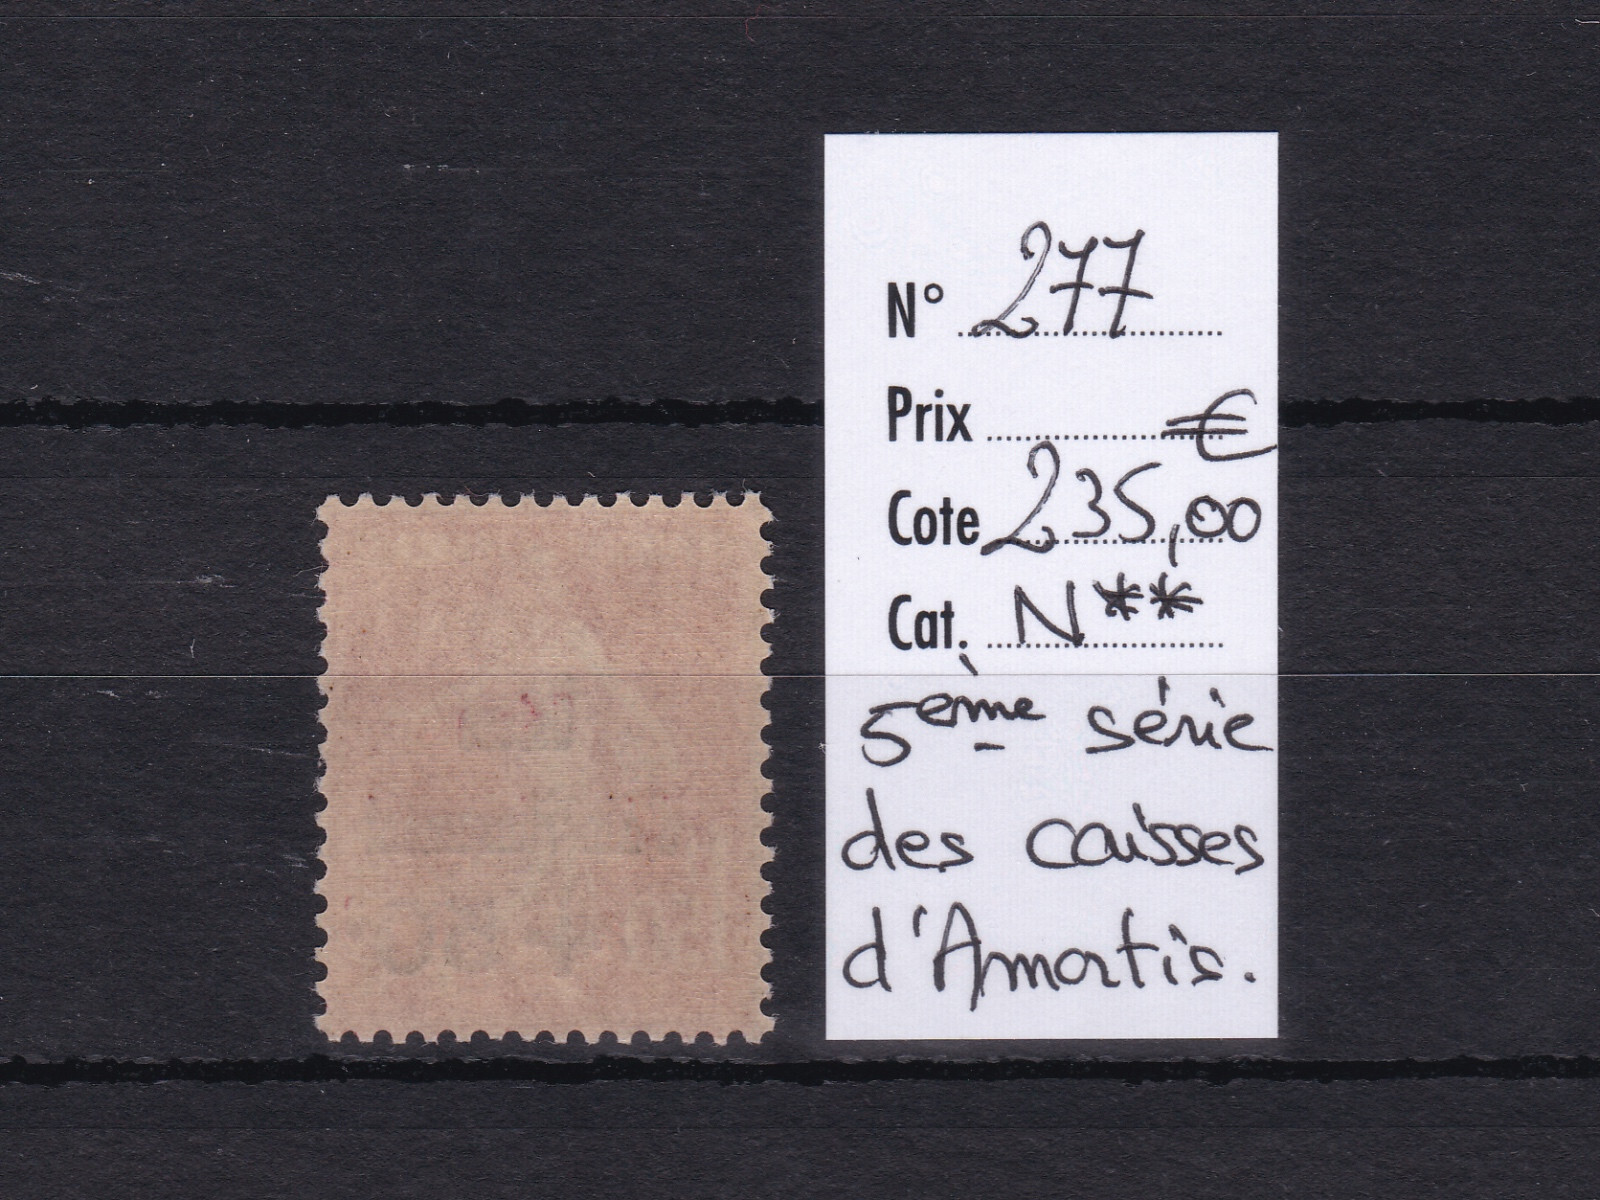 N° 277
Prix €
Cote 235,00
Cat. N**
5ème série
des caisses
d'Amortis.